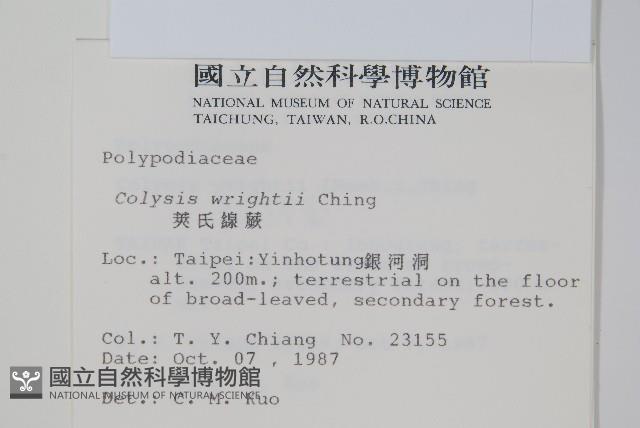 國立自然科學博物館
NATIONAL MUSEUM OF NATURAL SCIENCE
TAICHUNG, TAIWAN, R.O.CHINA
Polypodiaceae
Colysis wrightii Ching
萊氏線蕨
Loc.: Taipei:Yinhotung銀河洞
alt. 200m.; terrestrial on the floor
of broad-leaved, secondary forest.
Col.: T. Y. Chiang No. 23155
Date: Oct. 07 , 1987
國立自然科學博物館
NATIONAL MUSEUM OF NATURAL SCIENCE
Det.: C. M. Kuo